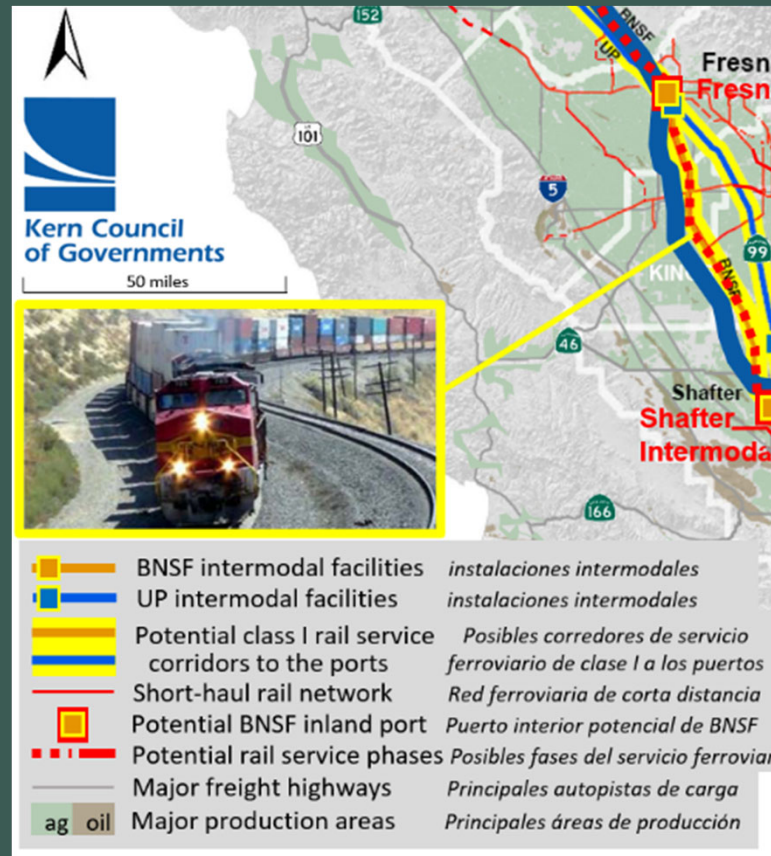 152
BNSF
UP
Fresn
Fresn
101
5
99
BNSF
KIN
Kern Council
of Governments
50 miles
46
Shafter
Shafter
Intermoda
166
BNSF intermodal facilities instalaciones intermodales
UP intermodal facilities instalaciones intermodales
Potential class I rail service Posibles corredores de servicio
corridors to the ports ferroviario de clase I a los puertos
Short-haul rail network Red ferroviaria de corta distancia
Potential BNSF inland port Puerto interior potencial de BNSF
Potential rail service phases Posibles fases del servicio ferroviar
Major freight highways Principales autopistas de carga
ag oil Major production areas Principales áreas de producción